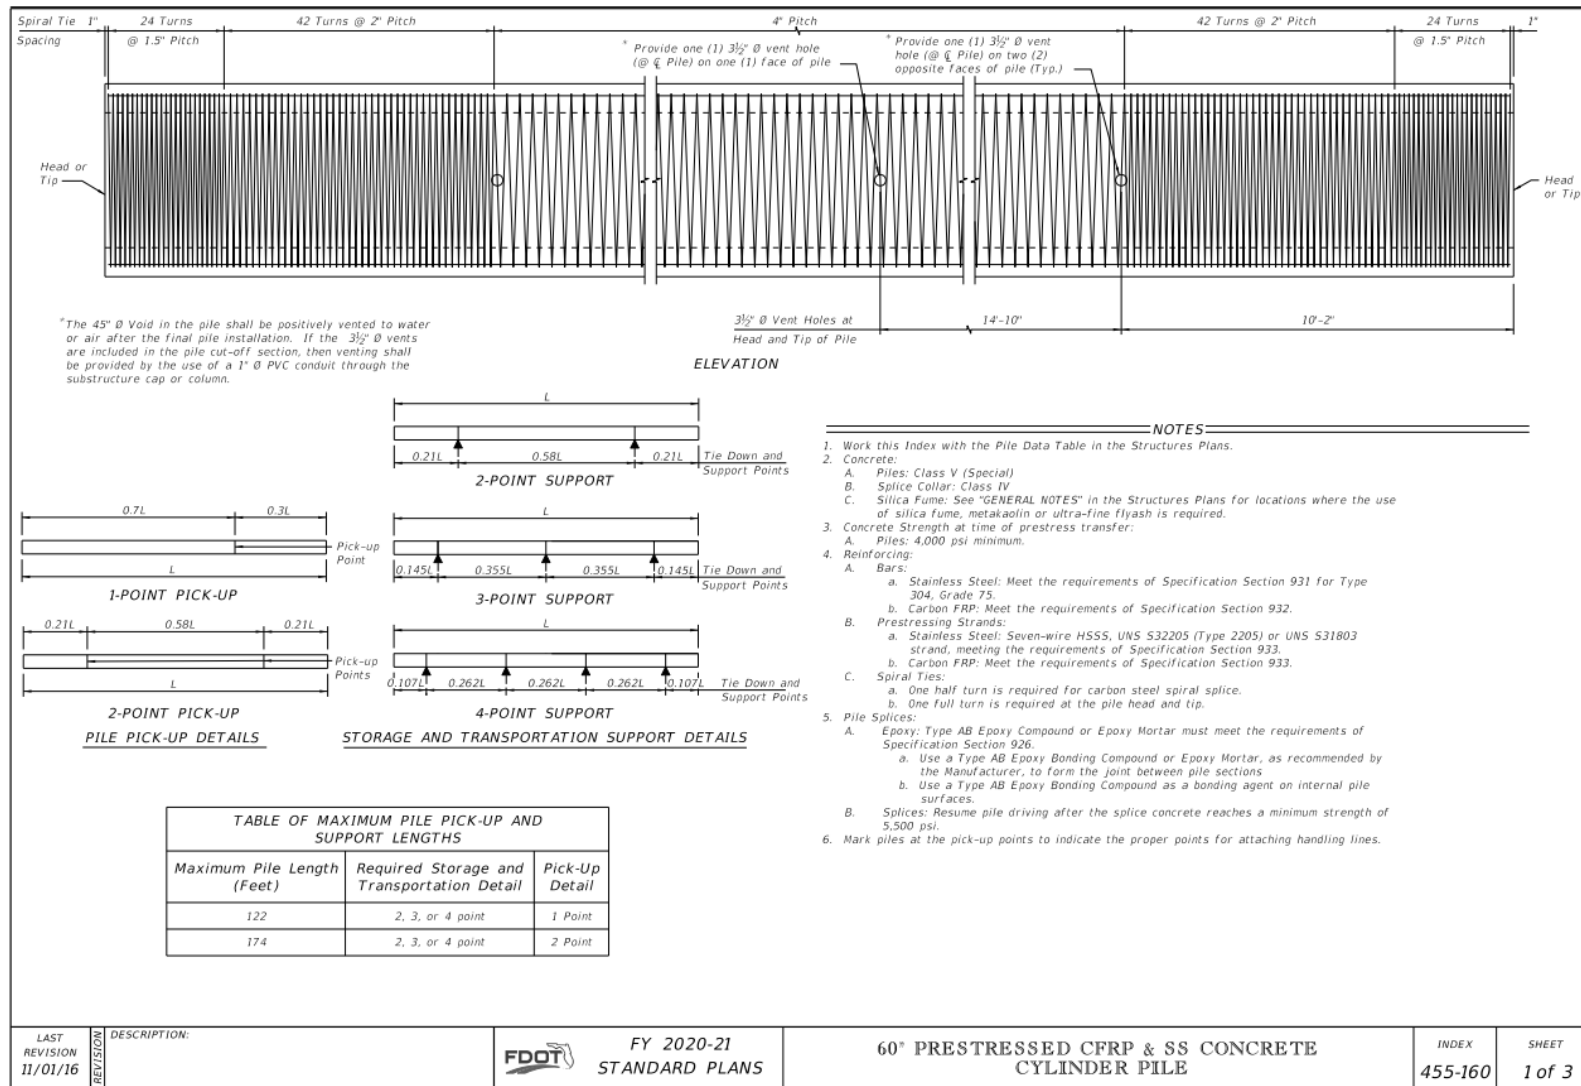 Spiral Tie 1"
Spacing
24 Turns
@ 1.5" Pitch
42 Turns @ 2" Pitch
4" Pitch
42 Turns @ 2" Pitch
24 Turns
@ 1.5" Pitch
1"
* Provide one (1) 3½" Ø vent hole
(@ ℄ Pile) on one (1) face of pile
* Provide one (1) 3½" Ø vent
hole (@ ℄ Pile) on two (2)
opposite faces of pile (Typ.)
Head or
Tip
Head
or Tip
3½" Ø Vent Holes at
Head and Tip of Pile
14'-10"
10'-2"
*The 45" Ø Void in the pile shall be positively vented to water
or air after the final pile installation. If the 3½" Ø vents
are included in the pile cut-off section, then venting shall
be provided by the use of a 1" Ø PVC conduit through the
substructure cap or column.
ELEVATION
L
0.21L
0.58L
0.21L
Tie Down and
Support Points
2-POINT SUPPORT
0.7L
0.3L
Pick-up
Point
L
1-POINT PICK-UP
L
0.145L
0.355L
0.355L
0.145L
Tie Down and
Support Points
3-POINT SUPPORT
0.21L
0.58L
0.21L
Pick-up
Points
L
2-POINT PICK-UP
PILE PICK-UP DETAILS
L
0.107L
0.262L
0.262L
0.262L
0.107L
Tie Down and
Support Points
4-POINT SUPPORT
STORAGE AND TRANSPORTATION SUPPORT DETAILS
NOTES
1. Work this Index with the Pile Data Table in the Structures Plans.
2. Concrete:
A. Piles: Class V (Special)
B. Splice Collar: Class IV
C. Silica Fume: See "GENERAL NOTES" in the Structures Plans for locations where the use
of silica fume, metakaolin or ultra-fine flyash is required.
3. Concrete Strength at time of prestress transfer:
A. Piles: 4,000 psi minimum.
4. Reinforcing:
A. Bars:
a. Stainless Steel: Meet the requirements of Specification Section 931 for Type
304, Grade 75.
b. Carbon FRP: Meet the requirements of Specification Section 932.
B. Prestressing Strands:
a. Stainless Steel: Seven-wire HSSS, UNS S32205 (Type 2205) or UNS S31803
strand, meeting the requirements of Specification Section 933.
b. Carbon FRP: Meet the requirements of Specification Section 933.
C. Spiral Ties:
a. One half turn is required for carbon steel spiral splice.
b. One full turn is required at the pile head and tip.
5. Pile Splices:
A. Epoxy: Type AB Epoxy Compound or Epoxy Mortar must meet the requirements of
Specification Section 926.
a. Use a Type AB Epoxy Bonding Compound or Epoxy Mortar, as recommended by
the Manufacturer, to form the joint between pile sections
b. Use a Type AB Epoxy Bonding Compound as a bonding agent on internal pile
surfaces.
B. Splices: Resume pile driving after the splice concrete reaches a minimum strength of
5,500 psi.
6. Mark piles at the pick-up points to indicate the proper points for attaching handling lines.
TABLE OF MAXIMUM PILE PICK-UP AND
SUPPORT LENGTHS
Maximum Pile Length
(Feet)
Required Storage and
Transportation Detail
Pick-Up
Detail
122
2, 3, or 4 point
1 Point
174
2, 3, or 4 point
2 Point
LAST
REVISION
11/01/16
REVISION
DESCRIPTION:
FDOT
FY 2020-21
STANDARD PLANS
60" PRESTRESSED CFRP & SS CONCRETE
CYLINDER PILE
INDEX
455-160
SHEET
1 of 3